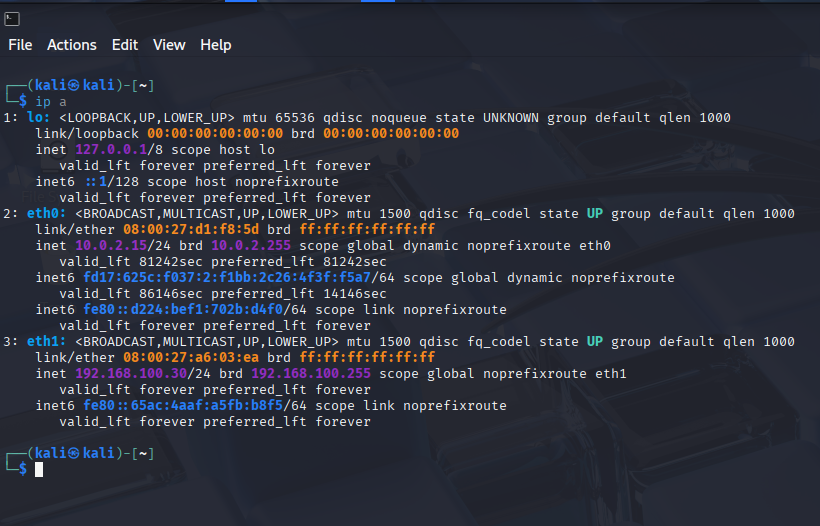 File Actions Edit View Help
┌──(kali㉿kali)-[~]
└─$ ip a
1: lo: <LOOPBACK,UP,LOWER_UP> mtu 65536 qdisc noqueue state UNKNOWN group default qlen 1000
    link/loopback 00:00:00:00:00:00 brd 00:00:00:00:00:00
    inet 127.0.0.1/8 scope host lo
       valid_lft forever preferred_lft forever
    inet6 ::1/128 scope host noprefixroute
       valid_lft forever preferred_lft forever
2: eth0: <BROADCAST,MULTICAST,UP,LOWER_UP> mtu 1500 qdisc fq_codel state UP group default qlen 1000
    link/ether 08:00:27:d1:f8:5d brd ff:ff:ff:ff:ff:ff
    inet 10.0.2.15/24 brd 10.0.2.255 scope global dynamic noprefixroute eth0
       valid_lft 81242sec preferred_lft 81242sec
    inet6 fd17:625c:f037:2:f1bb:2c26:4f3f:f5a7/64 scope global dynamic noprefixroute
       valid_lft 86146sec preferred_lft 14146sec
    inet6 fe80::d224:bef1:702b:d4f0/64 scope link noprefixroute
       valid_lft forever preferred_lft forever
3: eth1: <BROADCAST,MULTICAST,UP,LOWER_UP> mtu 1500 qdisc fq_codel state UP group default qlen 1000
    link/ether 08:00:27:a6:03:ea brd ff:ff:ff:ff:ff:ff
    inet 192.168.100.30/24 brd 192.168.100.255 scope global noprefixroute eth1
       valid_lft forever preferred_lft forever
    inet6 fe80::65ac:4aaf:a5fb:b8f5/64 scope link noprefixroute
       valid_lft forever preferred_lft forever
┌──(kali㉿kali)-[~]
└─$